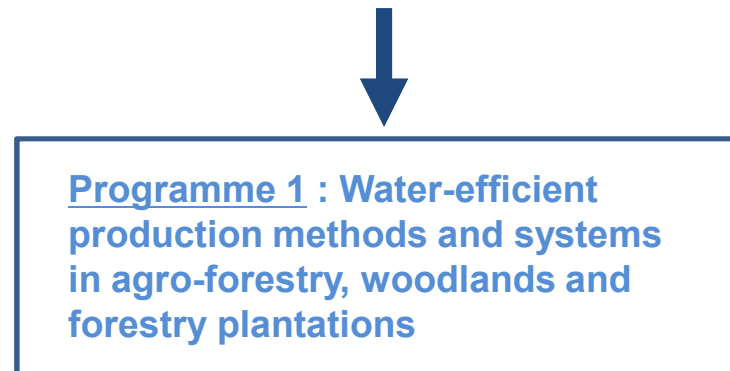 Programme 1 : Water-efficient
production methods and systems
in agro-forestry, woodlands and
forestry plantations